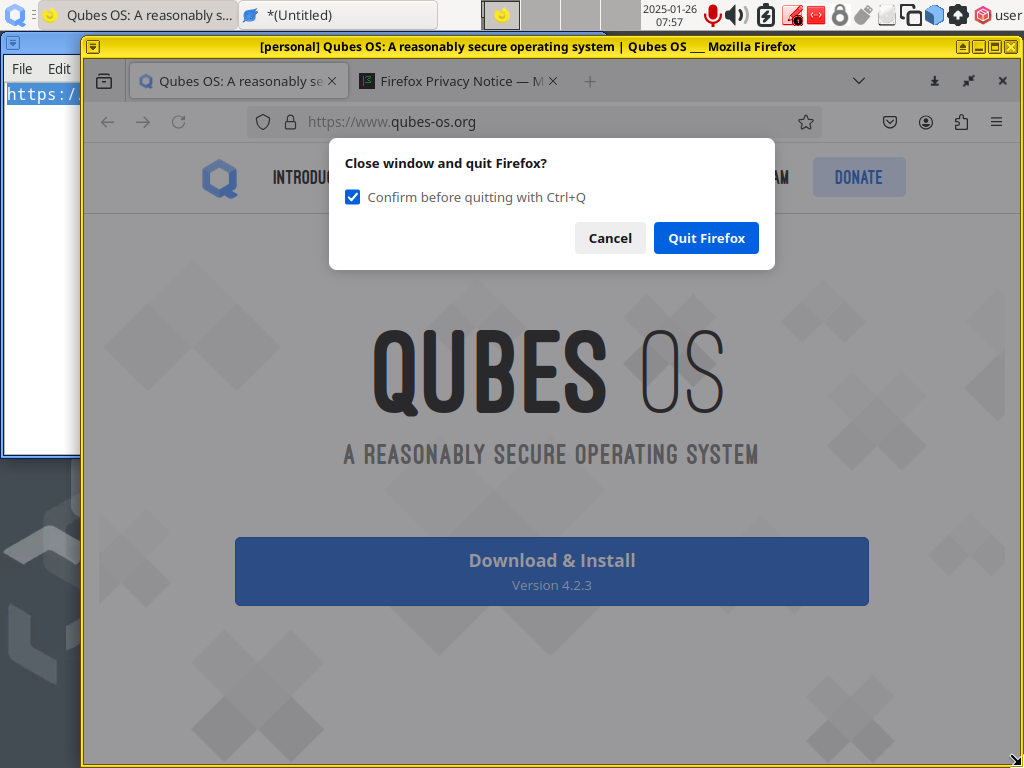 Qubes OS: A reasonably s...
*(Untitled)
2025-01-26
07:57
user
[personal] Qubes OS: A reasonably secure operating system | Qubes OS __ Mozilla Firefox
File Edit
https:/
Qubes OS: A reasonably se
Firefox Privacy Notice — M
https://www.qubes-os.org
INTRODU
AM
DONATE
Close window and quit Firefox?
Confirm before quitting with Ctrl+Q
Cancel
Quit Firefox
QUBES OS
A REASONABLY SECURE OPERATING SYSTEM
Download & Install
Version 4.2.3